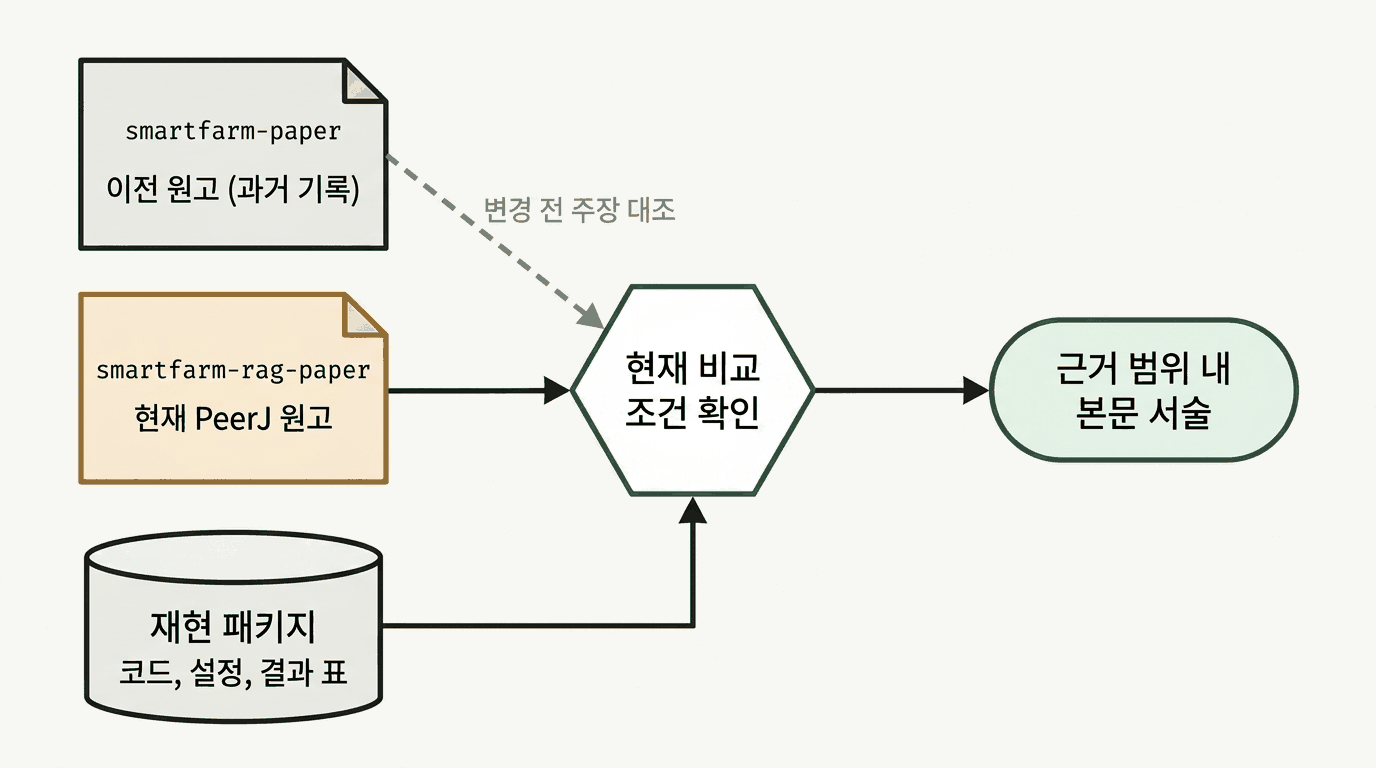 smartfarm-paper
이전 원고 (과거 기록)
변경 전 주장 대조
smartfarm-rag-paper
현재 PeerJ 원고
현재 비교
조건 확인
근거 범위 내
본문 서술
재현 패키지
코드, 설정, 결과 표